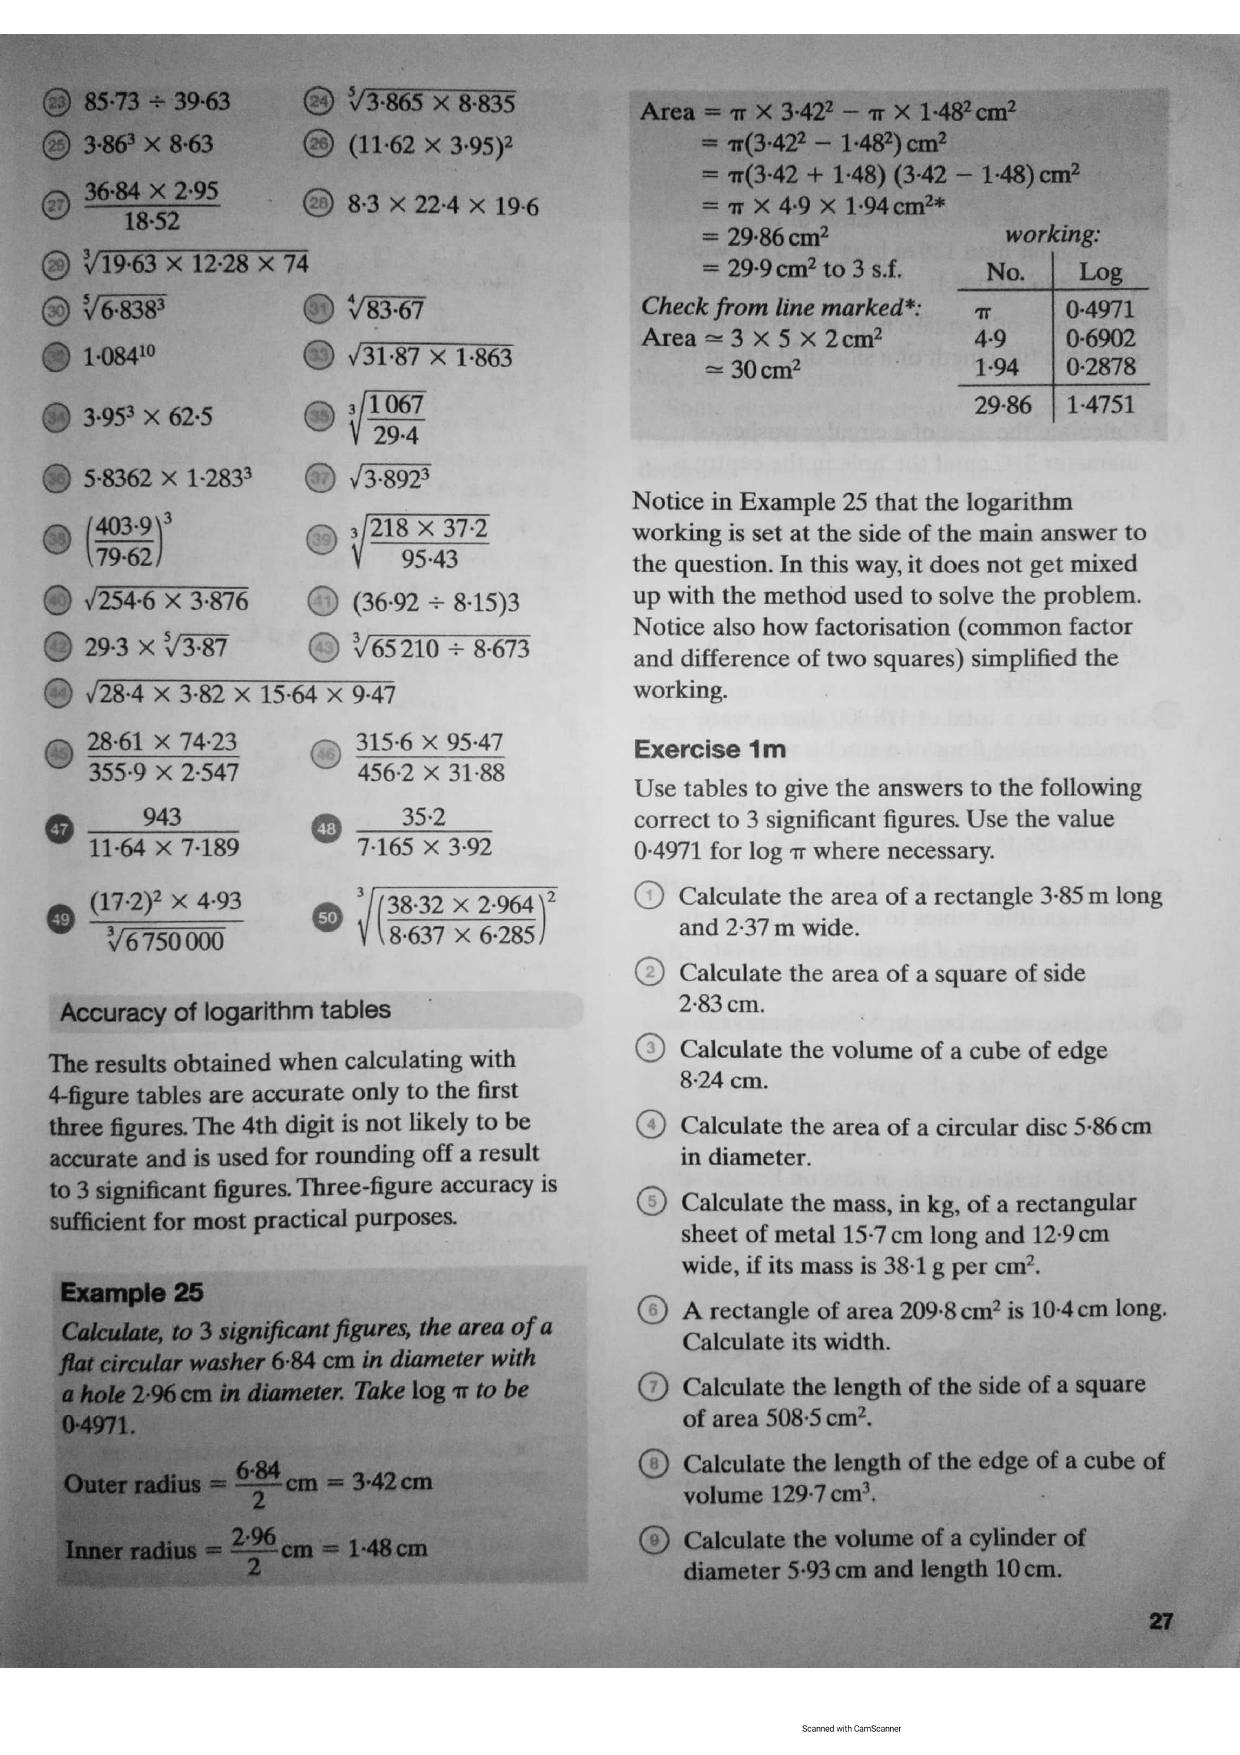 23 85·73 ÷ 39·63
24 ⁵√3·865 × 8·835
25 3·86³ × 8·63
26 (11·62 × 3·95)²
27 36·84 × 2·95 / 18·52
28 8·3 × 22·4 × 19·6
29 ³√19·63 × 12·28 × 74
30 ⁵√6·838³
31 ⁴√83·67
32 1·084¹⁰
33 √31·87 × 1·863
34 3·95³ × 62·5
35 ³√1 067 / 29·4
36 5·8362 × 1·283³
37 √3·892³
38 (403·9 / 79·62)³
39 ³√218 × 37·2 / 95·43
40 √254·6 × 3·876
41 (36·92 ÷ 8·15)3
42 29·3 × ⁵√3·87
43 ³√65 210 ÷ 8·673
44 √28·4 × 3·82 × 15·64 × 9·47
45 28·61 × 74·23 / 355·9 × 2·547
46 315·6 × 95·47 / 456·2 × 31·88
47 943 / 11·64 × 7·189
48 35·2 / 7·165 × 3·92
49 (17·2)² × 4·93 / ³√6 750 000
50 ³√(38·32 × 2·964 / 8·637 × 6·285)²
Accuracy of logarithm tables
The results obtained when calculating with
4-figure tables are accurate only to the first
three figures. The 4th digit is not likely to be
accurate and is used for rounding off a result
to 3 significant figures. Three-figure accuracy is
sufficient for most practical purposes.
Example 25
Calculate, to 3 significant figures, the area of a
flat circular washer 6·84 cm in diameter with
a hole 2·96 cm in diameter. Take log π to be
0·4971.
Outer radius = 6·84 / 2 cm = 3·42 cm
Inner radius = 2·96 / 2 cm = 1·48 cm
Area = π × 3·42² − π × 1·48² cm²
= π(3·42² − 1·48²) cm²
= π(3·42 + 1·48) (3·42 − 1·48) cm²
= π × 4·9 × 1·94 cm²*
= 29·86 cm²
= 29·9 cm² to 3 s.f.
Check from line marked*:
Area ≃ 3 × 5 × 2 cm²
≃ 30 cm²
working:
No. Log
π 0·4971
4·9 0·6902
1·94 0·2878
29·86 1·4751
Notice in Example 25 that the logarithm
working is set at the side of the main answer to
the question. In this way, it does not get mixed
up with the method used to solve the problem.
Notice also how factorisation (common factor
and difference of two squares) simplified the
working.
Exercise 1m
Use tables to give the answers to the following
correct to 3 significant figures. Use the value
0·4971 for log π where necessary.
1 Calculate the area of a rectangle 3·85 m long
and 2·37 m wide.
2 Calculate the area of a square of side
2·83 cm.
3 Calculate the volume of a cube of edge
8·24 cm.
4 Calculate the area of a circular disc 5·86 cm
in diameter.
5 Calculate the mass, in kg, of a rectangular
sheet of metal 15·7 cm long and 12·9 cm
wide, if its mass is 38·1 g per cm².
6 A rectangle of area 209·8 cm² is 10·4 cm long.
Calculate its width.
7 Calculate the length of the side of a square
of area 508·5 cm².
8 Calculate the length of the edge of a cube of
volume 129·7 cm³.
9 Calculate the volume of a cylinder of
diameter 5·93 cm and length 10 cm.
27
Scanned with CamScanner